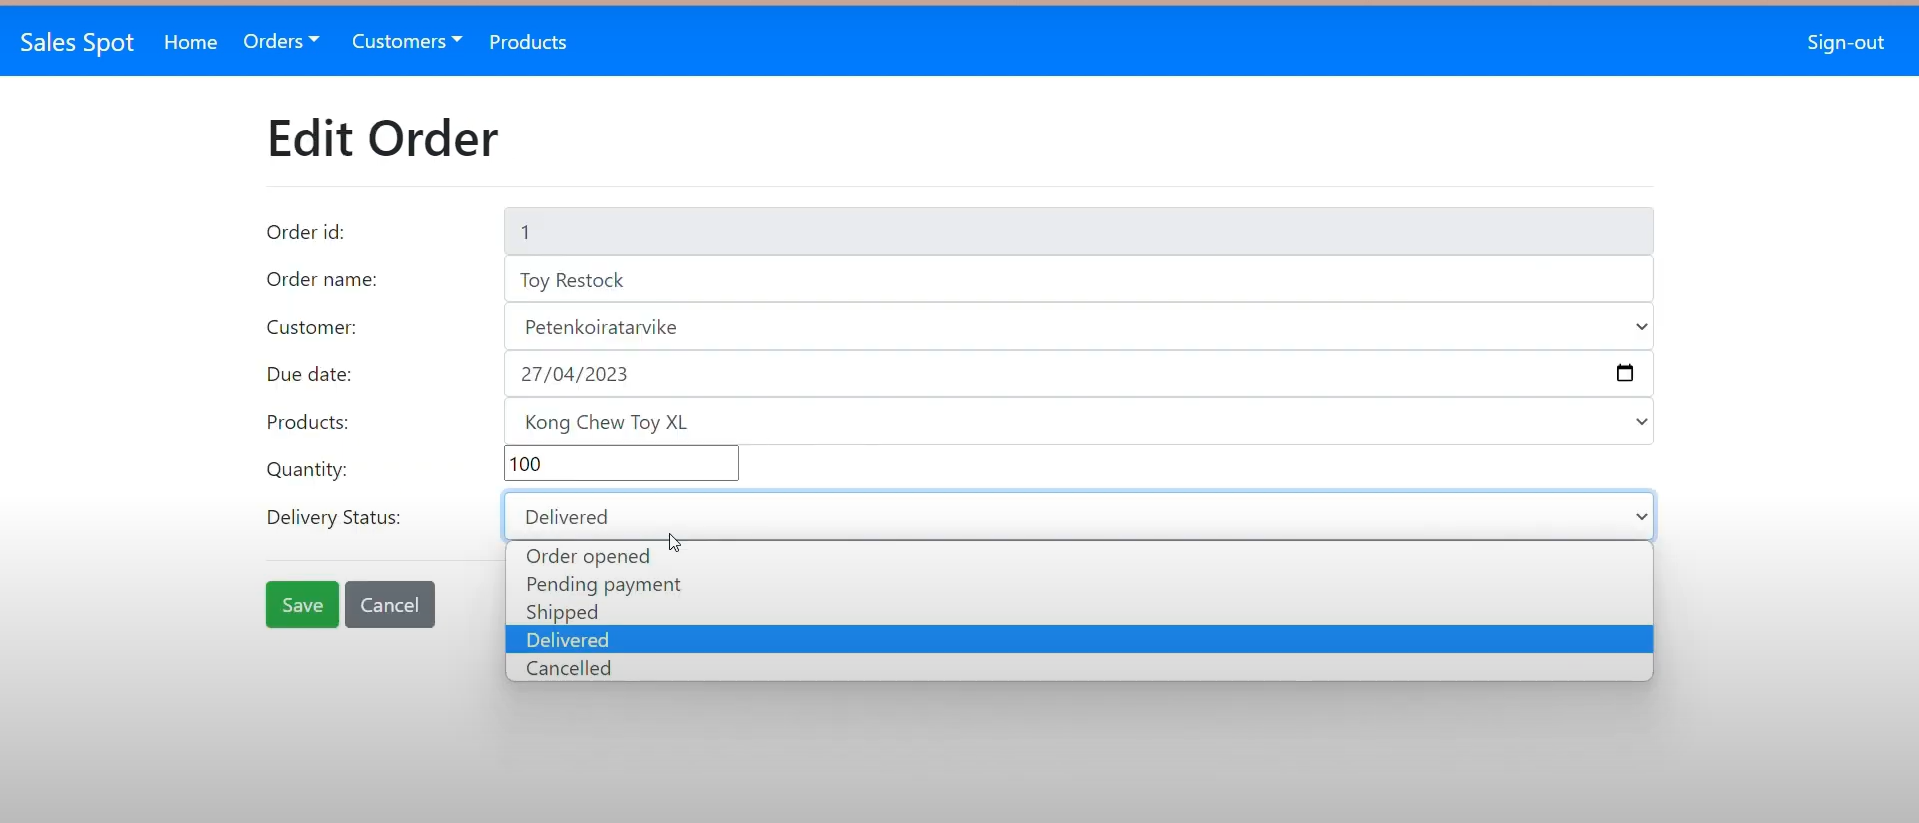 Sales Spot Home Orders Customers Products Sign-out
Edit Order
Order id: 1
Order name: Toy Restock
Customer: Petenkoiratarvike
Due date: 27/04/2023
Products: Kong Chew Toy XL
Quantity: 100
Delivery Status: Delivered
Order opened
Pending payment
Save Cancel Shipped
Delivered
Cancelled